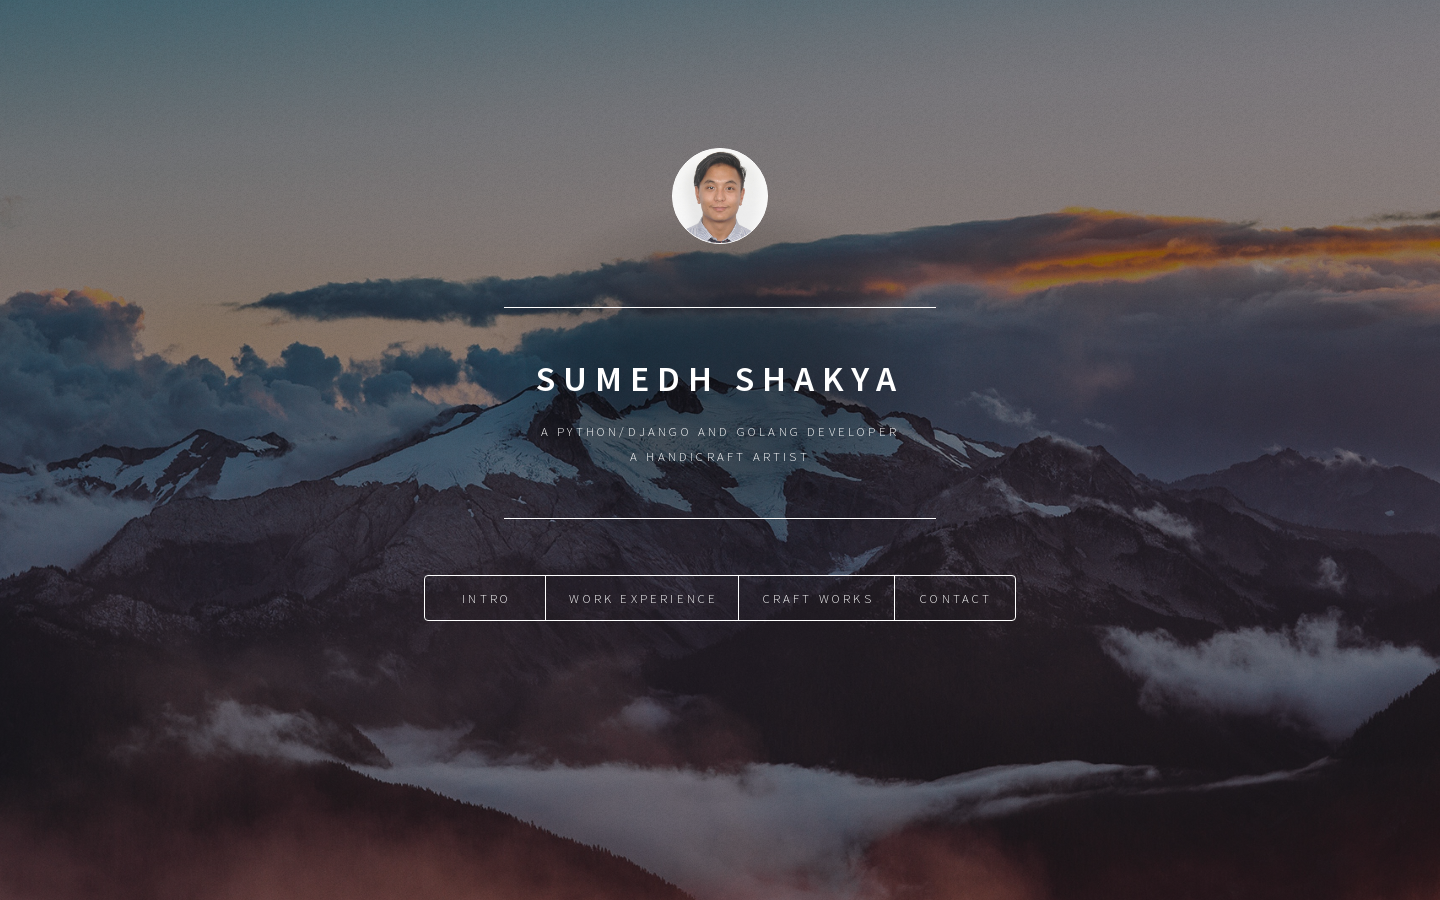 SUMEDH SHAKYA
A PYTHON/DJANGO AND GOLANG DEVELOPER
A HANDICRAFT ARTIST
INTRO
WORK EXPERIENCE
CRAFT WORKS
CONTACT